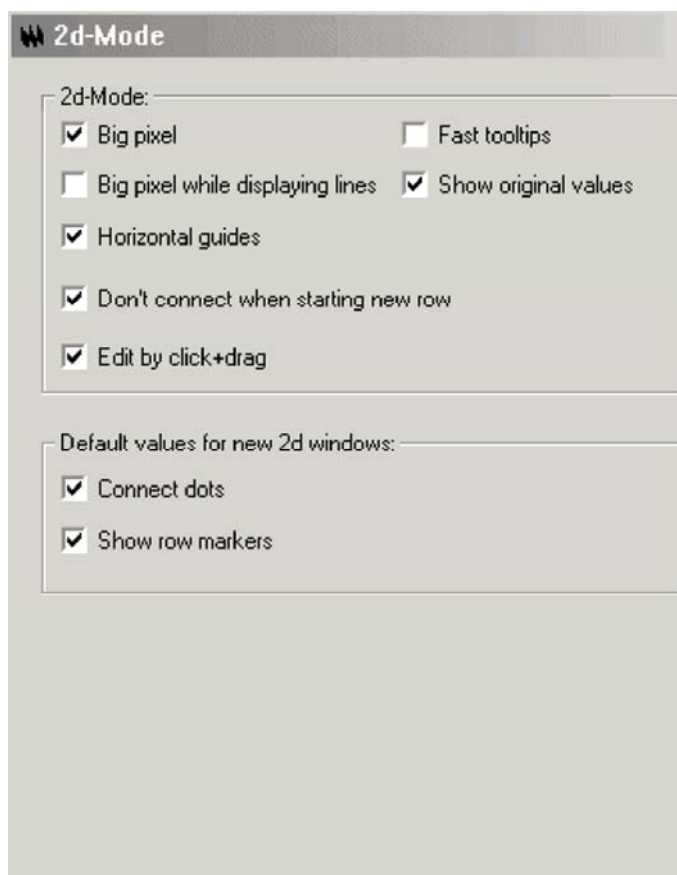 2d-Mode
2d-Mode:
Big pixel
Fast tooltips
Big pixel while displaying lines
Show original values
Horizontal guides
Don't connect when starting new row
Edit by click+drag
Default values for new 2d windows:
Connect dots
Show row markers